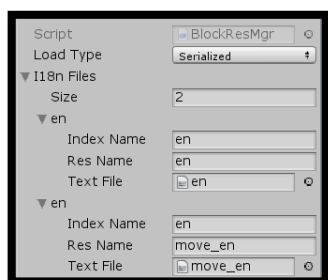 Script BlockResMgr
Load Type Serialized
I18n Files
Size 2
en
Index Name en
Res Name en
Text File en
en
Index Name en
Res Name move_en
Text File move_en